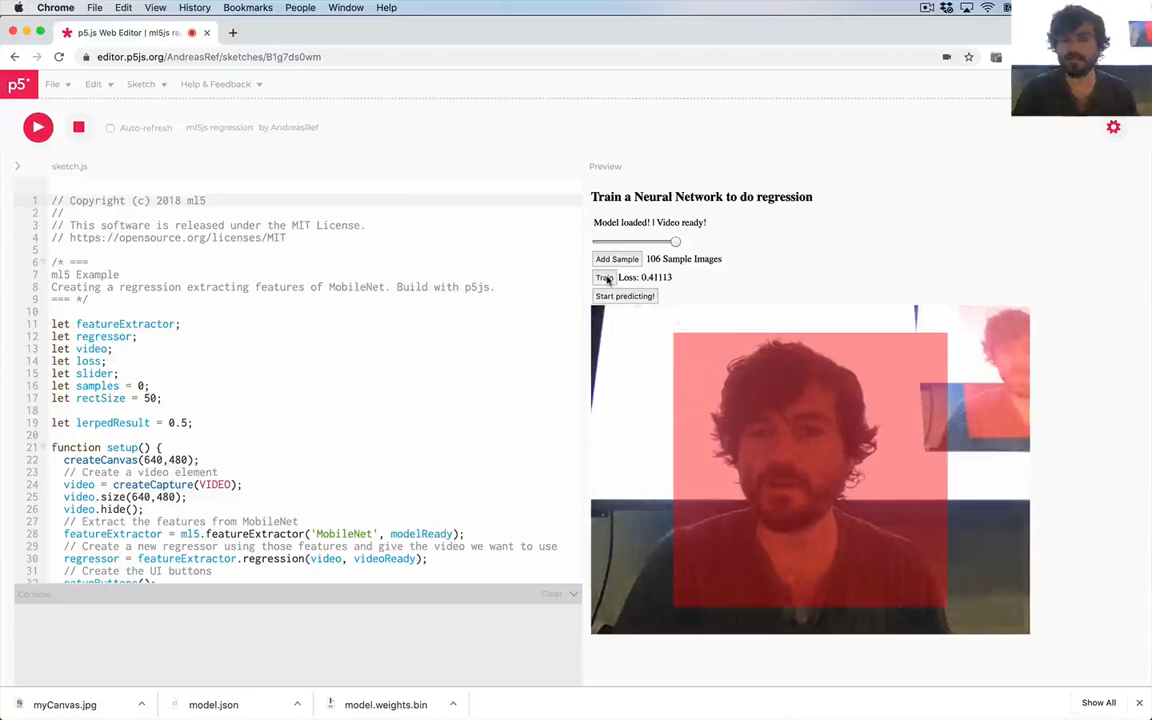 Chrome File Edit View History Bookmarks People Window Help
p5.js Web Editor | ml5js re
editor.p5js.org/AndreasRef/sketches/B1g7ds0wm
p5* File Edit Sketch Help & Feedback
Auto-refresh ml5js regression by AndreasRef
sketch.js
Preview
1 // Copyright (c) 2018 ml5
2 //
3 // This software is released under the MIT License.
4 // https://opensource.org/licenses/MIT
5
6 /* ===
7 ml5 Example
8 Creating a regression extracting features of MobileNet. Build with p5js.
9 === */
10
11 let featureExtractor;
12 let regressor;
13 let video;
14 let loss;
15 let slider;
16 let samples = 0;
17 let rectSize = 50;
18
19 let lerpedResult = 0.5;
20
21 function setup() {
22 createCanvas(640,480);
23 // Create a video element
24 video = createCapture(VIDEO);
25 video.size(640,480);
26 video.hide();
27 // Extract the features from MobileNet
28 featureExtractor = ml5.featureExtractor('MobileNet', modelReady);
29 // Create a new regressor using those features and give the video we want to use
30 regressor = featureExtractor.regression(video, videoReady);
31 // Create the UI buttons
32 setupButtons();
Console Clear
Train a Neural Network to do regression
Model loaded! | Video ready!
Add Sample 106 Sample Images
Train Loss: 0.41113
Start predicting!
myCanvas.jpg model.json model.weights.bin Show All